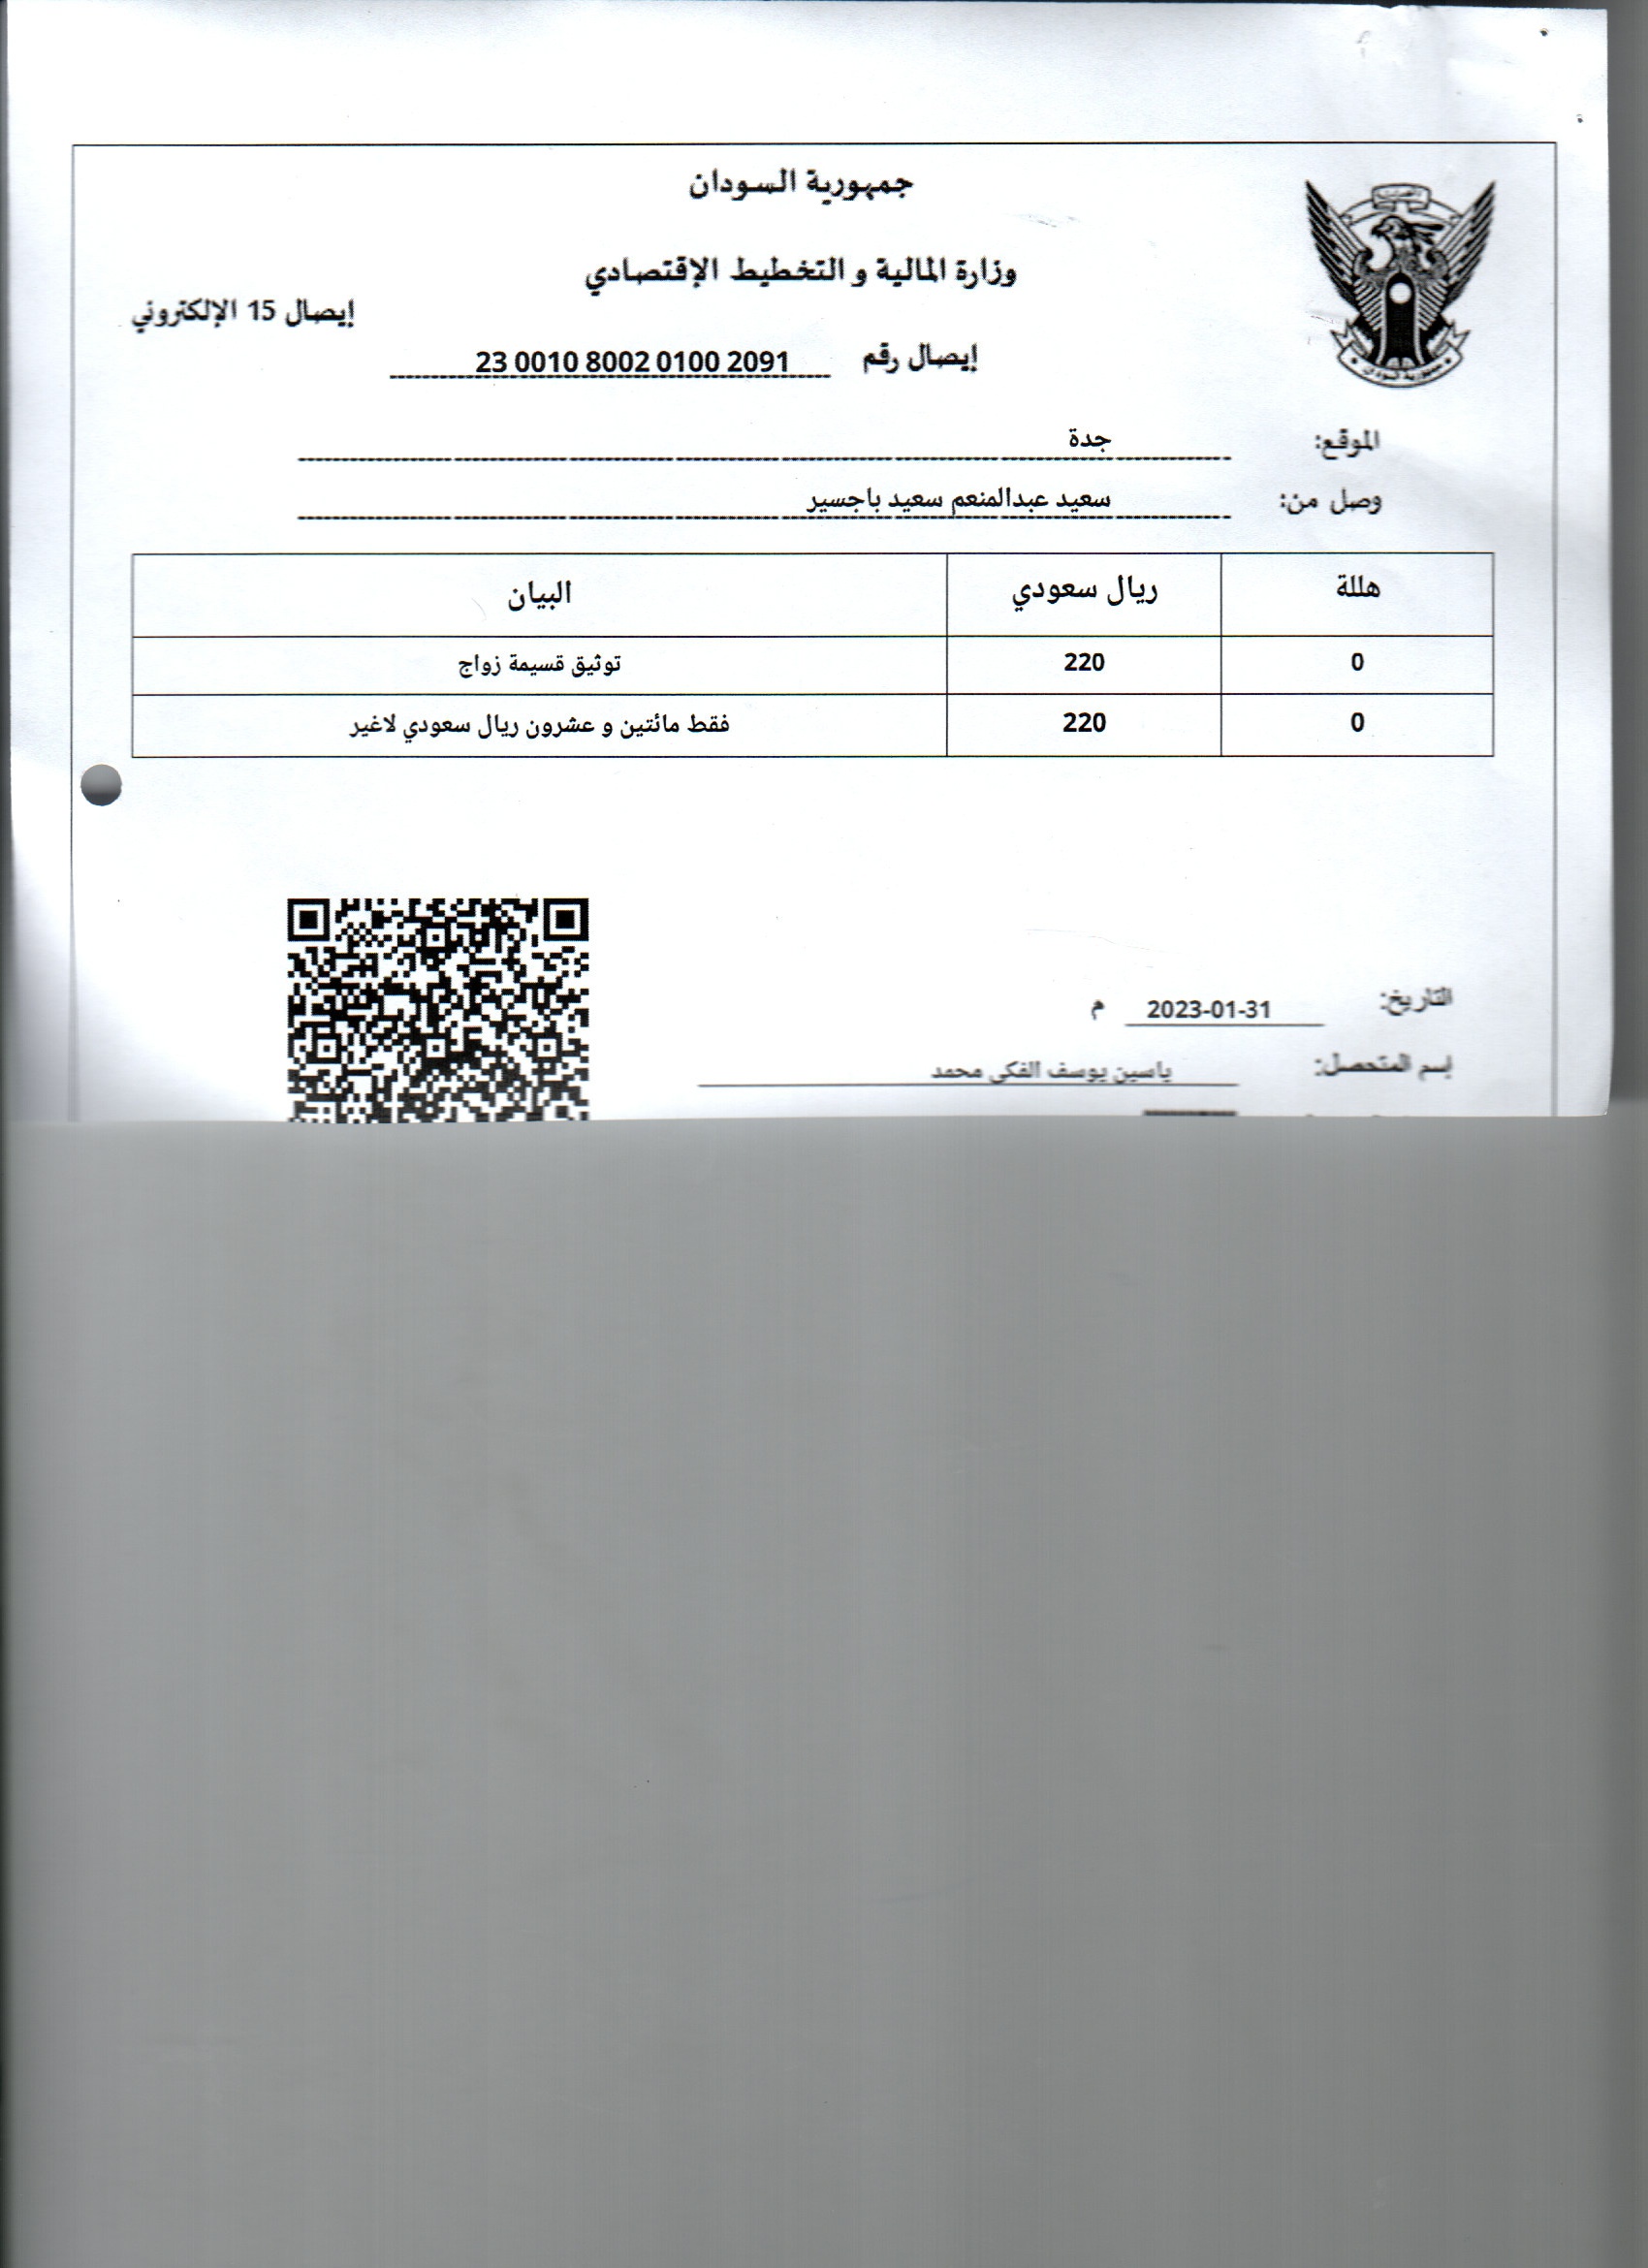 جمهورية السودان
وزارة المالية و التخطيط الإقتصادي
إيصال 15 الإلكتروني
إيصال رقم 23 0010 8002 0100 2091
الموقع: جدة
وصل من: سعيد عبدالمنعم سعيد باجسير
هللة ريال سعودي البيان
0 220 توثيق قسيمة زواج
0 220 فقط مائتين و عشرون ريال سعودي لاغير
التاريخ: 2023-01-31 م
إسم المتحصل: ياسين يوسف الفكى محمد